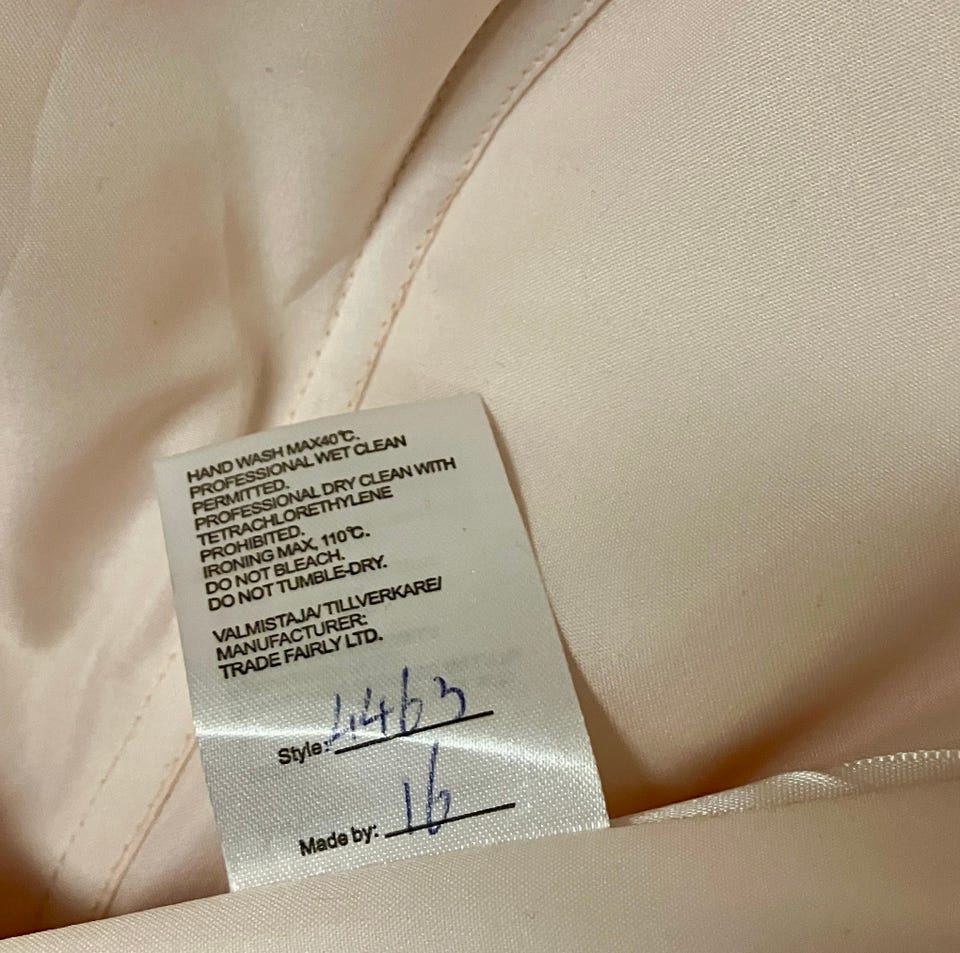 HAND WASH MAX40℃.
PROFESSIONAL WET CLEAN
PERMITTED.
PROFESSIONAL DRY CLEAN WITH
TETRACHLORETHYLENE
PROHIBITED.
IRONING MAX, 110℃.
DO NOT BLEACH.
DO NOT TUMBLE-DRY.
VALMISTAJA/ TILLVERKARE/
MANUFACTURER:
TRADE FAIRLY LTD.
Style: 4463
Made by: 16